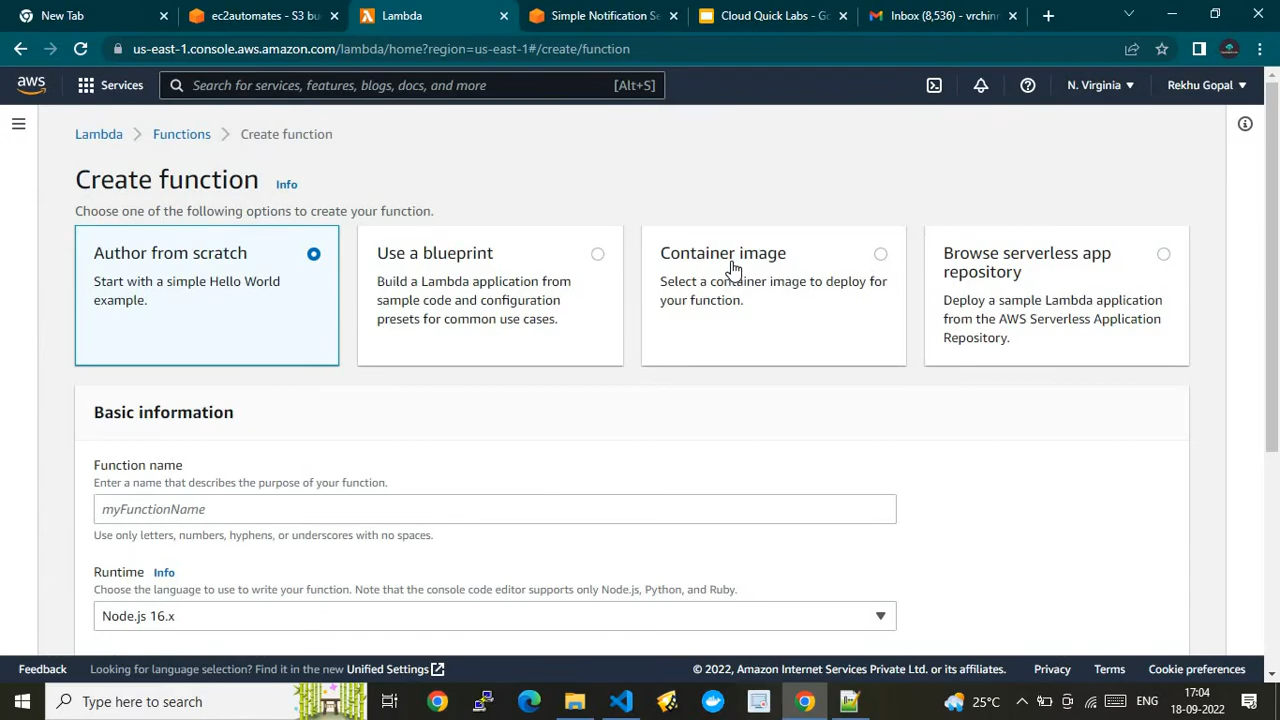 New Tab
ec2automates - S3 bu
Lambda
Simple Notification Se
Cloud Quick Labs - Go
Inbox (8,536) - vrchinn
us-east-1.console.aws.amazon.com/lambda/home?region=us-east-1#/create/function
aws
Services
Search for services, features, blogs, docs, and more
[Alt+S]
N. Virginia
Rekhu Gopal
Lambda
Functions
Create function
Create function
Info
Choose one of the following options to create your function.
Author from scratch
Start with a simple Hello World
example.
Use a blueprint
Build a Lambda application from
sample code and configuration
presets for common use cases.
Container image
Select a container image to deploy for
your function.
Browse serverless app
repository
Deploy a sample Lambda application
from the AWS Serverless Application
Repository.
Basic information
Function name
Enter a name that describes the purpose of your function.
myFunctionName
Use only letters, numbers, hyphens, or underscores with no spaces.
Runtime
Info
Choose the language to use to write your function. Note that the console code editor supports only Node.js, Python, and Ruby.
Node.js 16.x
Feedback
Looking for language selection? Find it in the new Unified Settings
© 2022, Amazon Internet Services Private Ltd. or its affiliates.
Privacy
Terms
Cookie preferences
Type here to search
25°C
ENG
17:04
18-09-2022